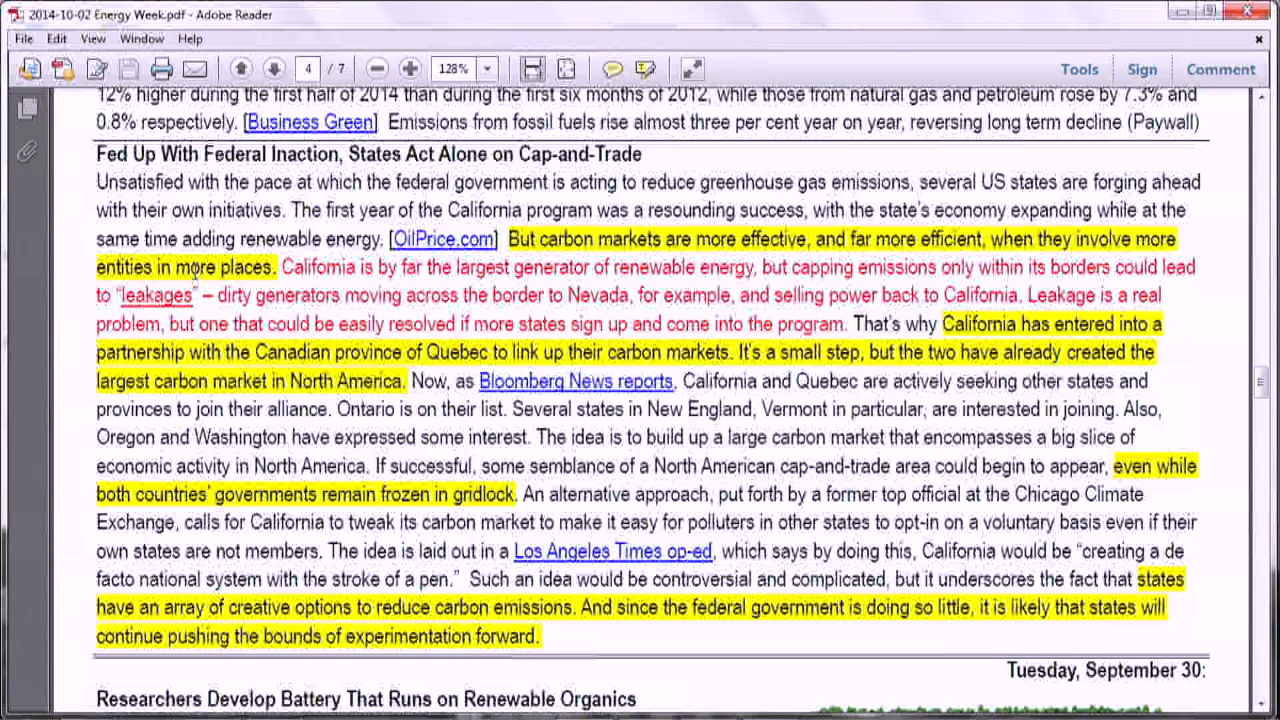 2014-10-02 Energy Week.pdf - Adobe Reader
File Edit View Window Help
4 / 7 128% Tools Sign Comment
12% higher during the first half of 2014 than during the first six months of 2012, while those from natural gas and petroleum rose by 7.3% and
0.8% respectively. [Business Green]  Emissions from fossil fuels rise almost three per cent year on year, reversing long term decline (Paywall)
Fed Up With Federal Inaction, States Act Alone on Cap-and-Trade
Unsatisfied with the pace at which the federal government is acting to reduce greenhouse gas emissions, several US states are forging ahead
with their own initiatives. The first year of the California program was a resounding success, with the state's economy expanding while at the
same time adding renewable energy. [OilPrice.com]  But carbon markets are more effective, and far more efficient, when they involve more
entities in more places. California is by far the largest generator of renewable energy, but capping emissions only within its borders could lead
to “leakages” – dirty generators moving across the border to Nevada, for example, and selling power back to California. Leakage is a real
problem, but one that could be easily resolved if more states sign up and come into the program. That's why California has entered into a
partnership with the Canadian province of Quebec to link up their carbon markets. It's a small step, but the two have already created the
largest carbon market in North America. Now, as Bloomberg News reports, California and Quebec are actively seeking other states and
provinces to join their alliance. Ontario is on their list. Several states in New England, Vermont in particular, are interested in joining. Also,
Oregon and Washington have expressed some interest. The idea is to build up a large carbon market that encompasses a big slice of
economic activity in North America. If successful, some semblance of a North American cap-and-trade area could begin to appear, even while
both countries' governments remain frozen in gridlock. An alternative approach, put forth by a former top official at the Chicago Climate
Exchange, calls for California to tweak its carbon market to make it easy for polluters in other states to opt-in on a voluntary basis even if their
own states are not members. The idea is laid out in a Los Angeles Times op-ed, which says by doing this, California would be “creating a de
facto national system with the stroke of a pen.”  Such an idea would be controversial and complicated, but it underscores the fact that states
have an array of creative options to reduce carbon emissions. And since the federal government is doing so little, it is likely that states will
continue pushing the bounds of experimentation forward.
Tuesday, September 30:
Researchers Develop Battery That Runs on Renewable Organics